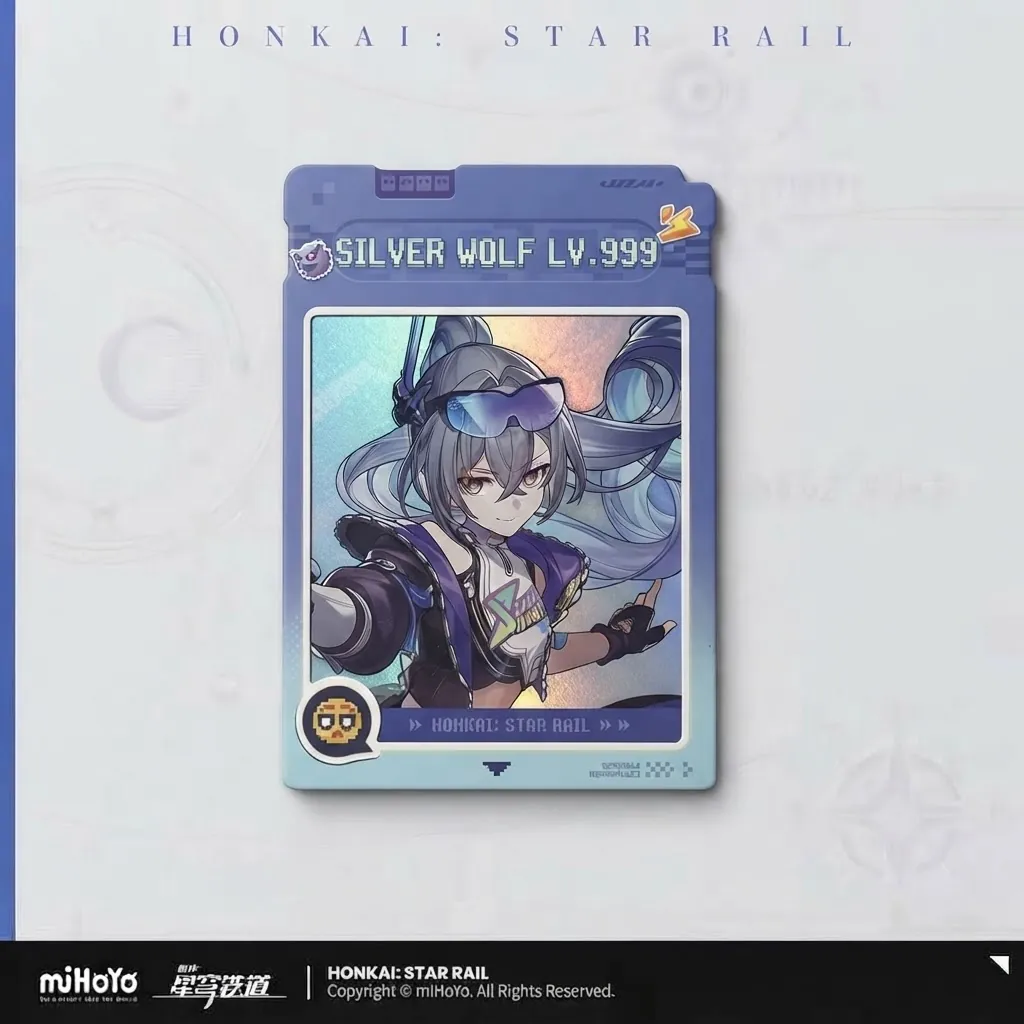 HONKAI: STAR RAIL
SILVER WOLF LV.999
HONKAI: STAR RAIL
miHoYo
星穹铁道
HONKAI: STAR RAIL
Copyright © miHoYo. All Rights Reserved.